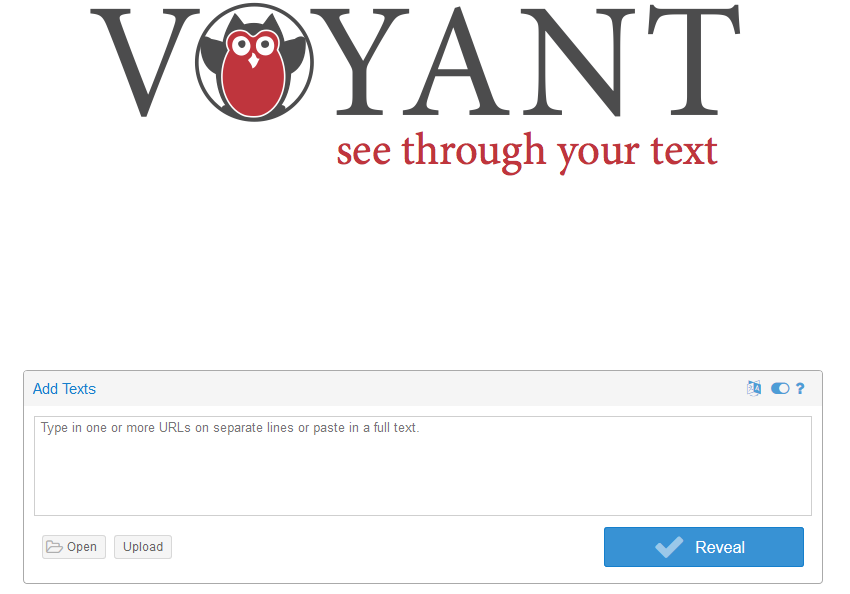 VOYANT
see through your text
Add Texts
?
Type in one or more URLs on separate lines or paste in a full text.
Open
Upload
Reveal